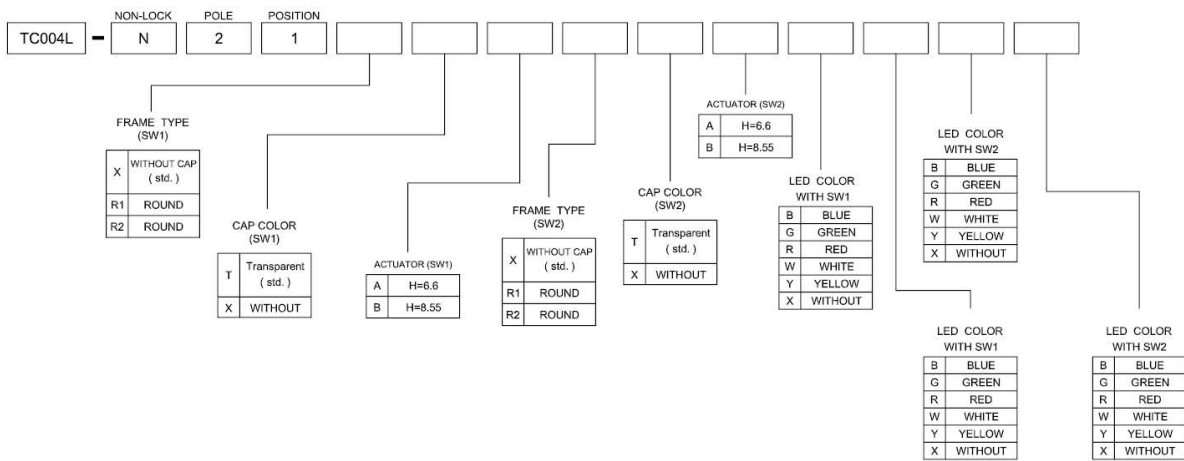 NON-LOCK POLE POSITION
TC004L - N 2 1
FRAME TYPE
(SW1)
X WITHOUT CAP
( std. )
R1 ROUND
R2 ROUND
CAP COLOR
(SW1)
T Transparent
( std. )
X WITHOUT
ACTUATOR (SW1)
A H=6.6
B H=8.55
FRAME TYPE
(SW2)
X WITHOUT CAP
( std. )
R1 ROUND
R2 ROUND
CAP COLOR
(SW2)
T Transparent
( std. )
X WITHOUT
ACTUATOR (SW2)
A H=6.6
B H=8.55
LED COLOR
WITH SW1
B BLUE
G GREEN
R RED
W WHITE
Y YELLOW
X WITHOUT
LED COLOR
WITH SW1
B BLUE
G GREEN
R RED
W WHITE
Y YELLOW
X WITHOUT
LED COLOR
WITH SW2
B BLUE
G GREEN
R RED
W WHITE
Y YELLOW
X WITHOUT
LED COLOR
WITH SW2
B BLUE
G GREEN
R RED
W WHITE
Y YELLOW
X WITHOUT